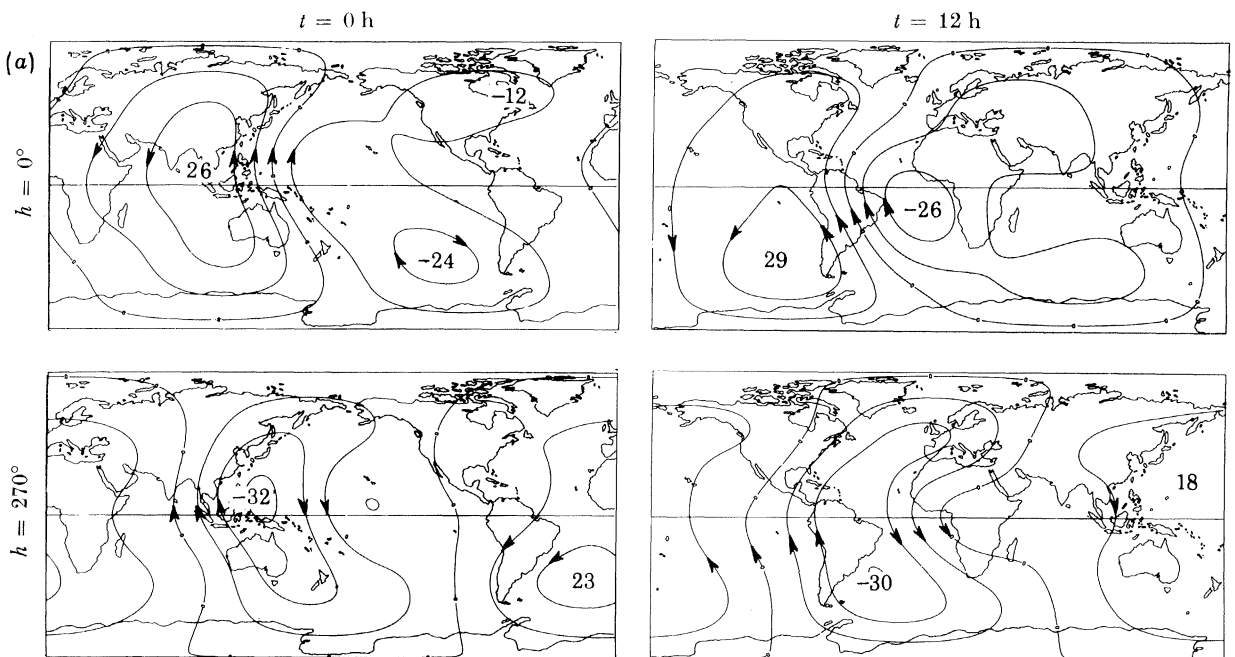 t = 0 h
t = 12 h
(a)
h = 0°
-12
26
-24
-26
29
h = 270°
-32
23
18
-30